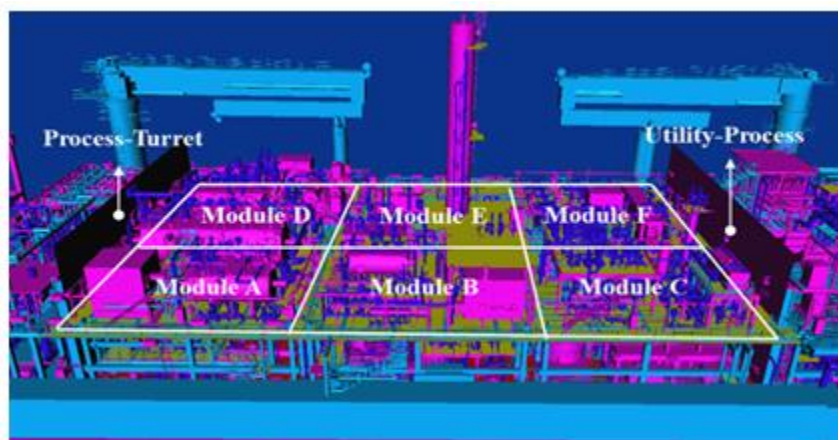 Process-Turret
Utility-Process
Module D
Module E
Module F
Module A
Module B
Module C